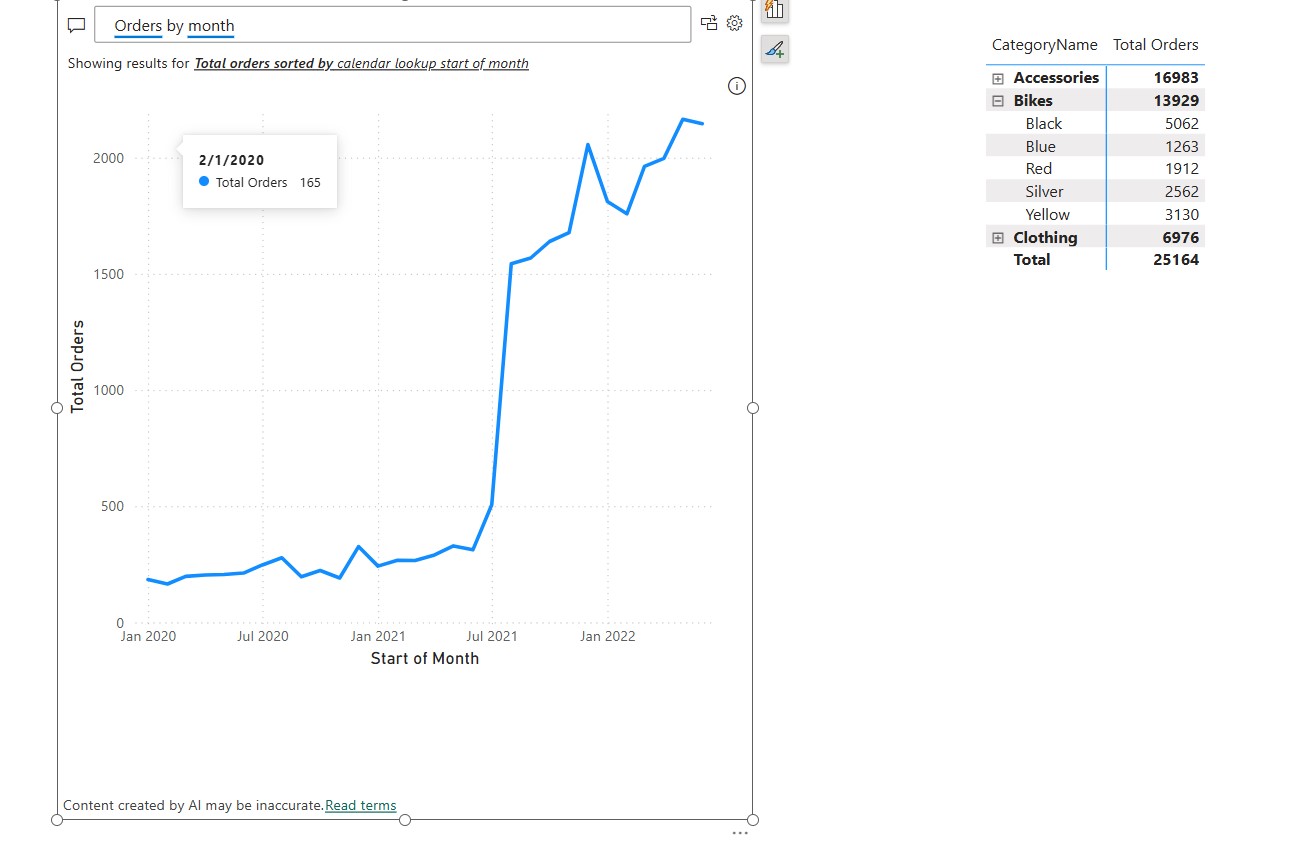 Orders by month
Showing results for Total orders sorted by calendar lookup start of month
2/1/2020
Total Orders 165
Total Orders
2000
1500
1000
500
0
Jan 2020 Jul 2020 Jan 2021 Jul 2021 Jan 2022
Start of Month
Content created by AI may be inaccurate. Read terms
CategoryName Total Orders
Accessories 16983
Bikes 13929
Black 5062
Blue 1263
Red 1912
Silver 2562
Yellow 3130
Clothing 6976
Total 25164